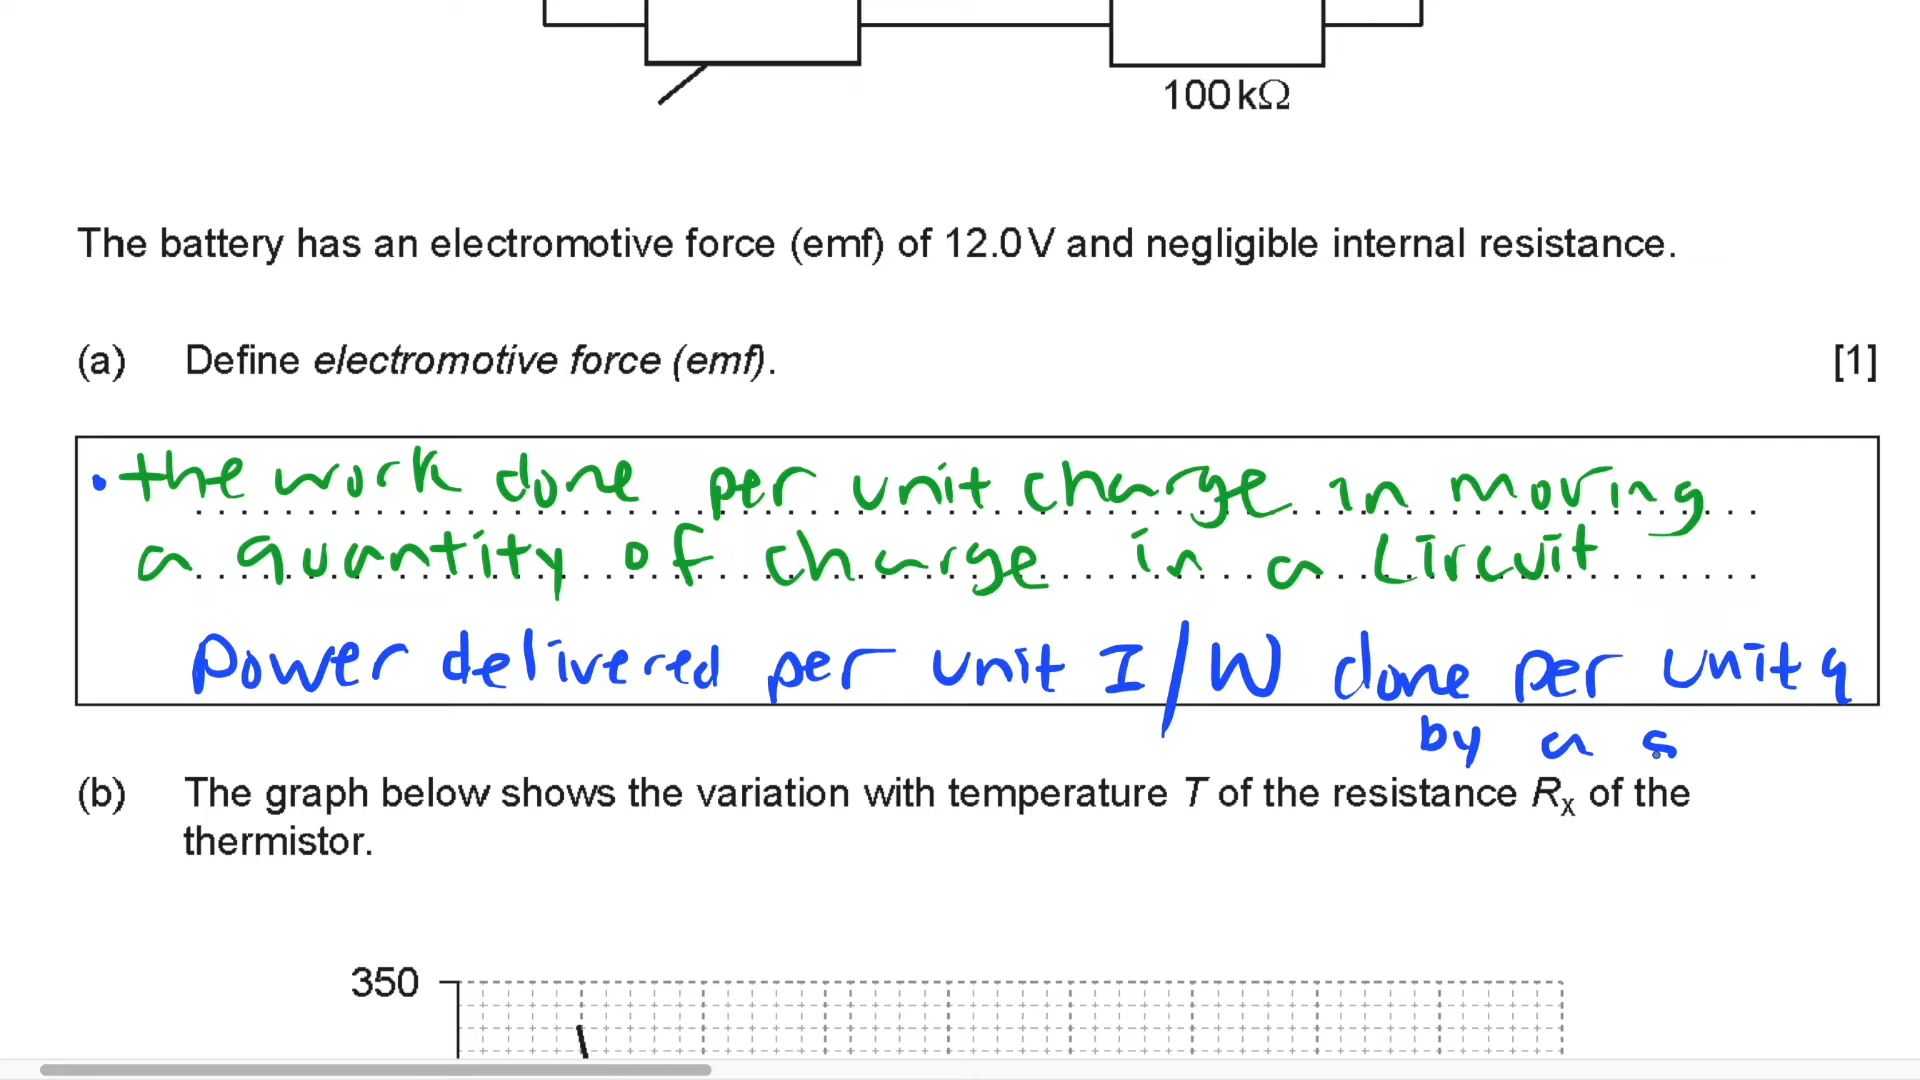 100 kΩ
The battery has an electromotive force (emf) of 12.0 V and negligible internal resistance.
(a) Define electromotive force (emf). [1]
• the work done per unit charge in moving
a quantity of charge in a circuit
power delivered per unit I/W done per unit q
by a s
(b) The graph below shows the variation with temperature T of the resistance Rx of the
thermistor.
350